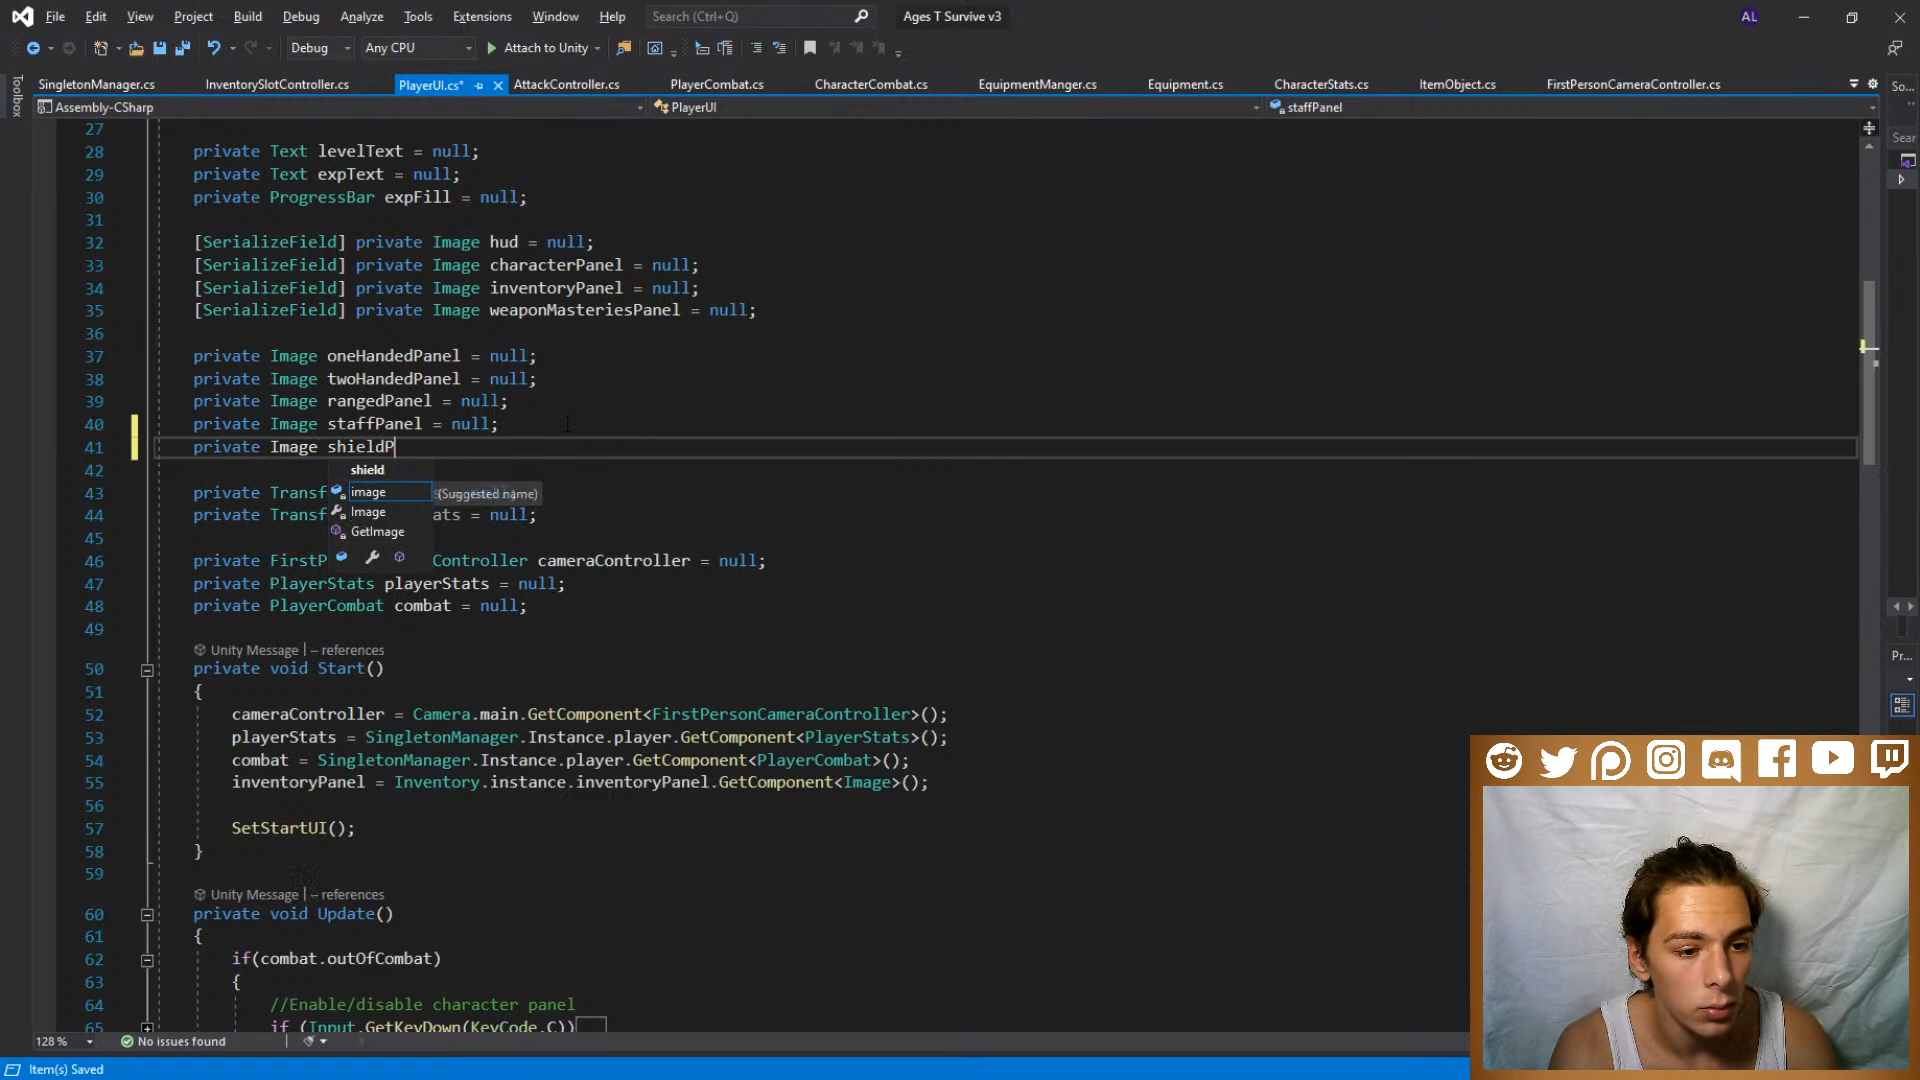 File Edit View Project Build Debug Analyze Tools Extensions Window Help Search (Ctrl+Q) Ages T Survive v3 AL
Debug Any CPU Attach to Unity
SingletonManager.cs InventorySlotController.cs PlayerUI.cs* AttackController.cs PlayerCombat.cs CharacterCombat.cs EquipmentManger.cs Equipment.cs CharacterStats.cs ItemObject.cs FirstPersonCameraController.cs So...
Toolbox
Assembly-CSharp PlayerUI staffPanel
Sear
27
28 private Text levelText = null;
29 private Text expText = null;
30 private ProgressBar expFill = null;
31
32 [SerializeField] private Image hud = null;
33 [SerializeField] private Image characterPanel = null;
34 [SerializeField] private Image inventoryPanel = null;
35 [SerializeField] private Image weaponMasteriesPanel = null;
36
37 private Image oneHandedPanel = null;
38 private Image twoHandedPanel = null;
39 private Image rangedPanel = null;
40 private Image staffPanel = null;
41 private Image shieldP
42 shield
43 private Transf
image (Suggested name)
44 private Transf Image ats = null;
45 GetImage
46 private FirstP Controller cameraController = null;
47 private PlayerStats playerStats = null;
48 private PlayerCombat combat = null;
49
Unity Message | – references
50 private void Start()
51 {
52 cameraController = Camera.main.GetComponent<FirstPersonCameraController>();
53 playerStats = SingletonManager.Instance.player.GetComponent<PlayerStats>();
54 combat = SingletonManager.Instance.player.GetComponent<PlayerCombat>();
55 inventoryPanel = Inventory.instance.inventoryPanel.GetComponent<Image>();
56
57 SetStartUI();
58 }
59
Unity Message | – references
60 private void Update()
61 {
62 if(combat.outOfCombat)
63 {
64 //Enable/disable character panel
65 if (Input.GetKeyDown(KeyCode.C))
Pr...
128 % No issues found
Item(s) Saved